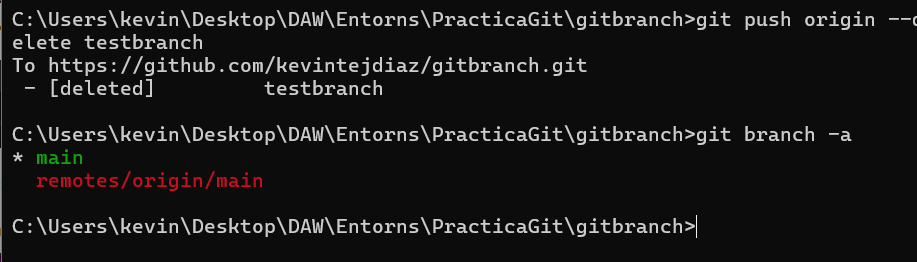 C:\Users\kevin\Desktop\DAW\Entorns\PracticaGit\gitbranch>git push origin --d
elete testbranch
To https://github.com/kevintejdiaz/gitbranch.git
 - [deleted]         testbranch
C:\Users\kevin\Desktop\DAW\Entorns\PracticaGit\gitbranch>git branch -a
* main
  remotes/origin/main
C:\Users\kevin\Desktop\DAW\Entorns\PracticaGit\gitbranch>